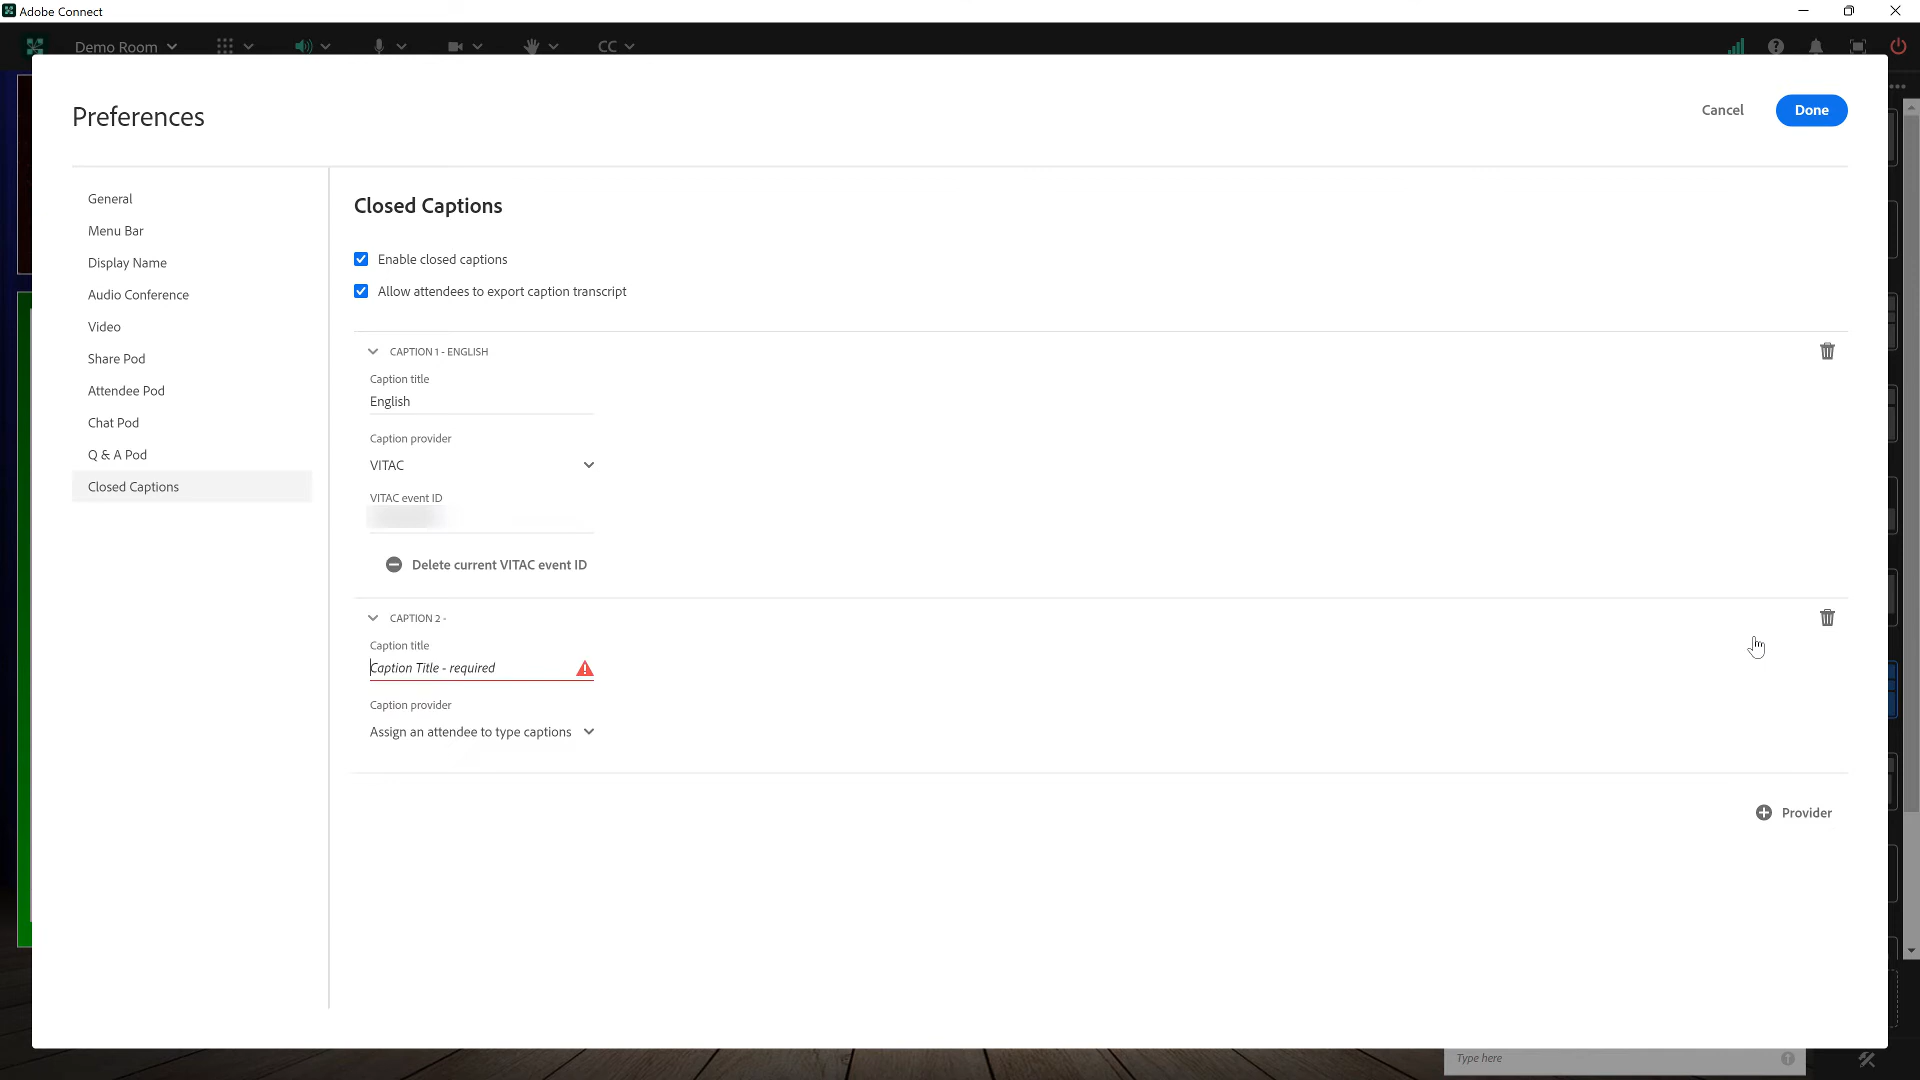 Adobe Connect
Demo Room
CC
Preferences
Cancel
Done
General
Menu Bar
Display Name
Audio Conference
Video
Share Pod
Attendee Pod
Chat Pod
Q & A Pod
Closed Captions
Closed Captions
Enable closed captions
Allow attendees to export caption transcript
CAPTION 1 - ENGLISH
Caption title
English
Caption provider
VITAC
VITAC event ID
Delete current VITAC event ID
CAPTION 2 -
Caption title
Caption Title - required
Caption provider
Assign an attendee to type captions
Provider
Type here